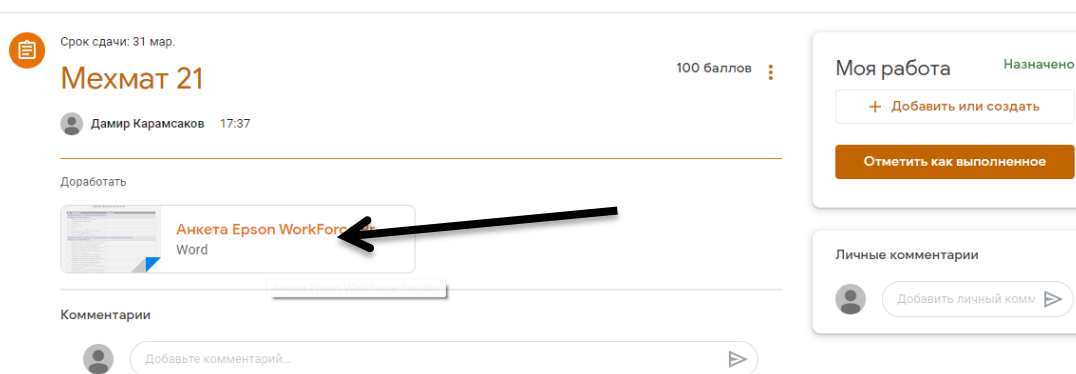 Срок сдачи: 31 мар.
Мехмат 21
100 баллов
Дамир Карамсаков 17:37
Доработать
Анкета Epson WorkForc
Word
Комментарии
Добавьте комментарий...
Моя работа
Назначено
+ Добавить или создать
Отметить как выполненное
Личные комментарии
Добавить личный комм